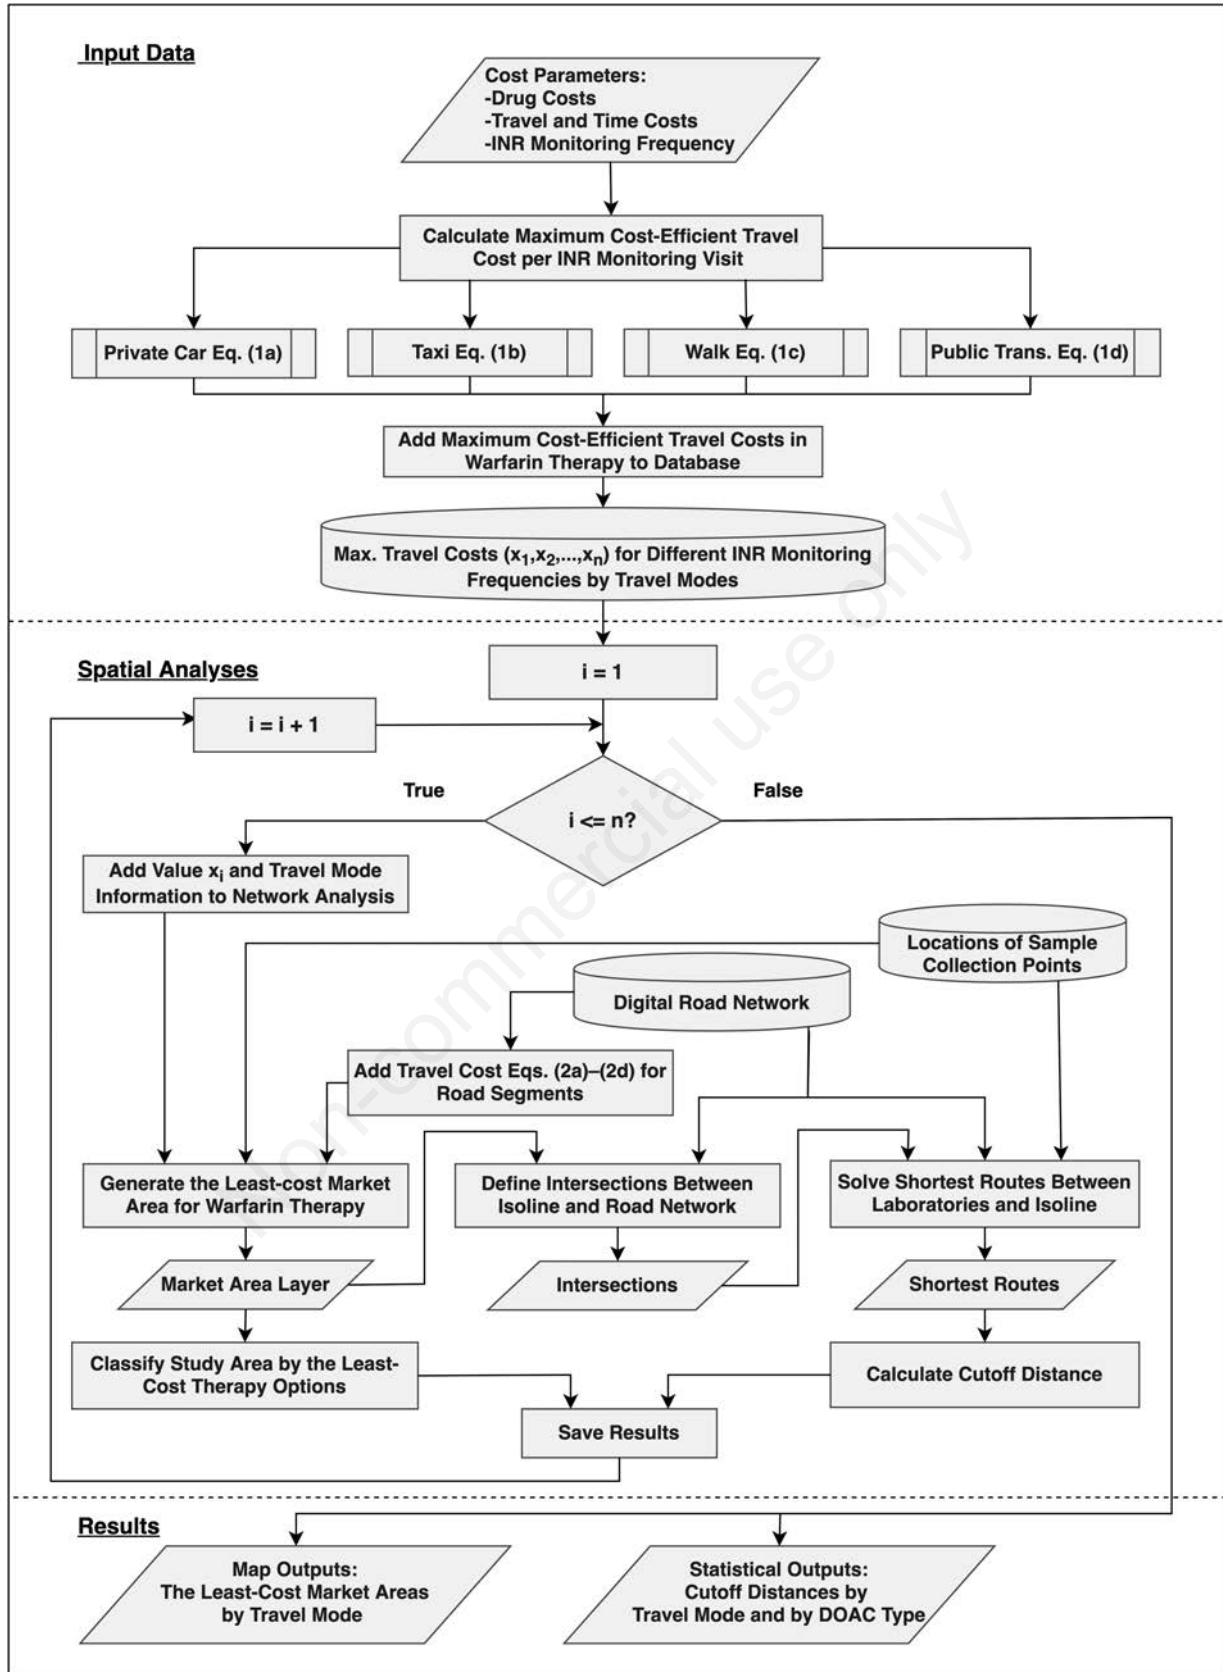 Input Data
Cost Parameters:
-Drug Costs
-Travel and Time Costs
-INR Monitoring Frequency
Calculate Maximum Cost-Efficient Travel
Cost per INR Monitoring Visit
Private Car Eq. (1a)
Taxi Eq. (1b)
Walk Eq. (1c)
Public Trans. Eq. (1d)
Add Maximum Cost-Efficient Travel Costs in
Warfarin Therapy to Database
Max. Travel Costs (x1,x2,...,xn) for Different INR Monitoring
Frequencies by Travel Modes
Spatial Analyses
i = 1
i = i + 1
True
False
i <= n?
Add Value xi and Travel Mode
Information to Network Analysis
Locations of Sample
Collection Points
Digital Road Network
Add Travel Cost Eqs. (2a)–(2d) for
Road Segments
Generate the Least-cost Market
Area for Warfarin Therapy
Define Intersections Between
Isoline and Road Network
Solve Shortest Routes Between
Laboratories and Isoline
Market Area Layer
Intersections
Shortest Routes
Classify Study Area by the Least-
Cost Therapy Options
Calculate Cutoff Distance
Save Results
Results
Map Outputs:
The Least-Cost Market Areas
by Travel Mode
Statistical Outputs:
Cutoff Distances by
Travel Mode and by DOAC Type
Non-commercial use only